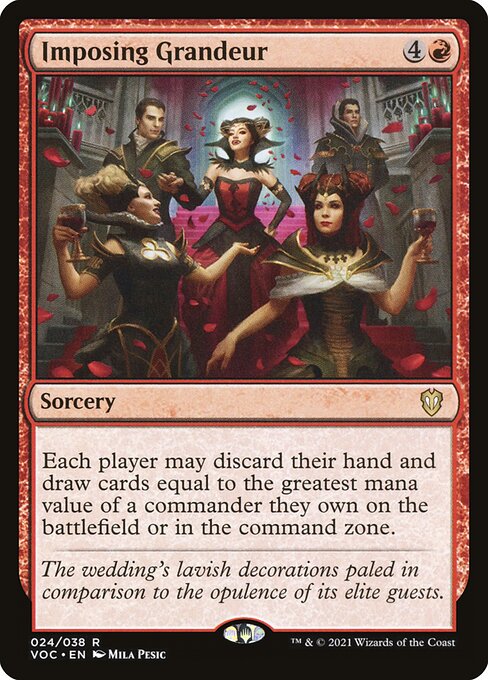 Imposing Grandeur 4
Sorcery
Each player may discard their hand and
draw cards equal to the greatest mana
value of a commander they own on the
battlefield or in the command zone.
The wedding's lavish decorations paled in
comparison to the opulence of its elite guests.
024/038 R
VOC • EN Mila Pesic
™ & © 2021 Wizards of the Coast